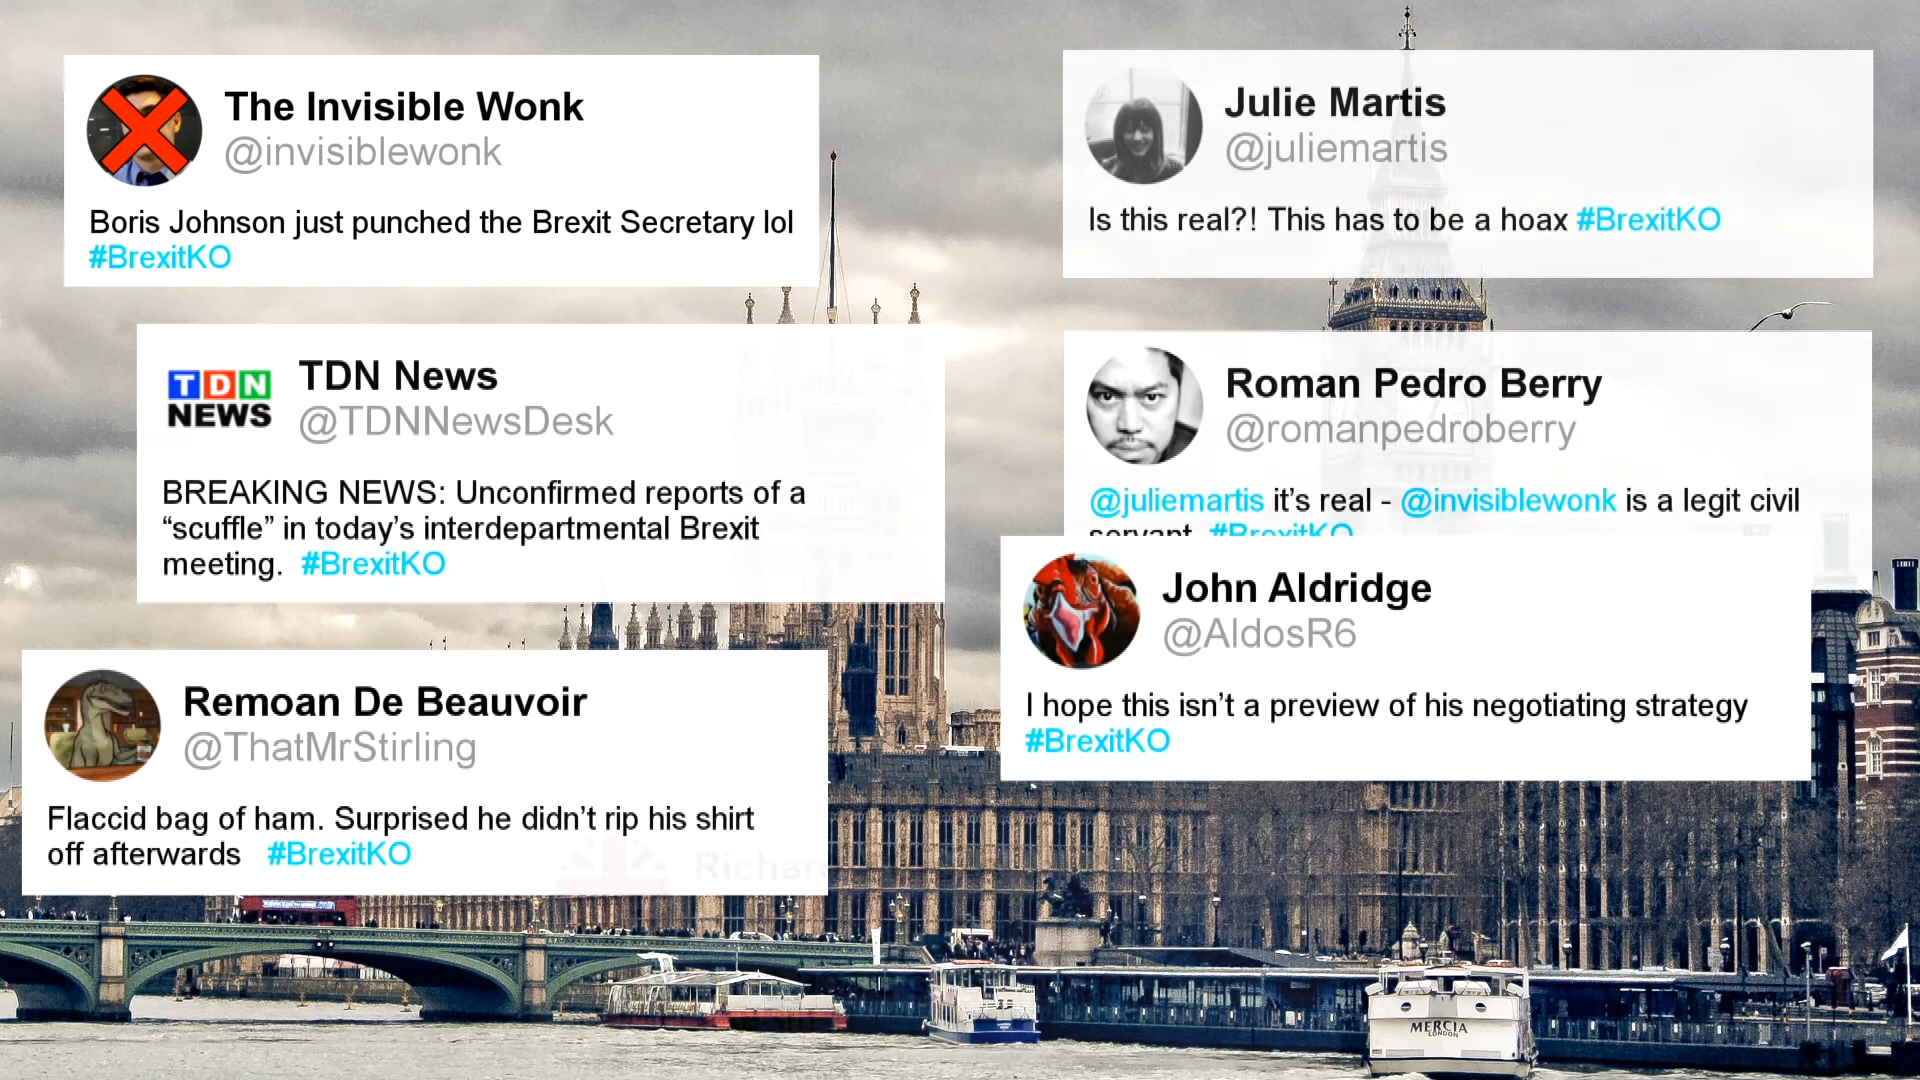 The Invisible Wonk
@invisiblewonk
Boris Johnson just punched the Brexit Secretary lol
#BrexitKO
TDN
NEWS
TDN News
@TDNNewsDesk
BREAKING NEWS: Unconfirmed reports of a
“scuffle” in today’s interdepartmental Brexit
meeting. #BrexitKO
Remoan De Beauvoir
@ThatMrStirling
Flaccid bag of ham. Surprised he didn’t rip his shirt
off afterwards #BrexitKO
Julie Martis
@juliemartis
Is this real?! This has to be a hoax #BrexitKO
Roman Pedro Berry
@romanpedroberry
@juliemartis it’s real - @invisiblewonk is a legit civil
servant #BrexitKO
John Aldridge
@AldosR6
I hope this isn’t a preview of his negotiating strategy
#BrexitKO
MERCIA
LONDON